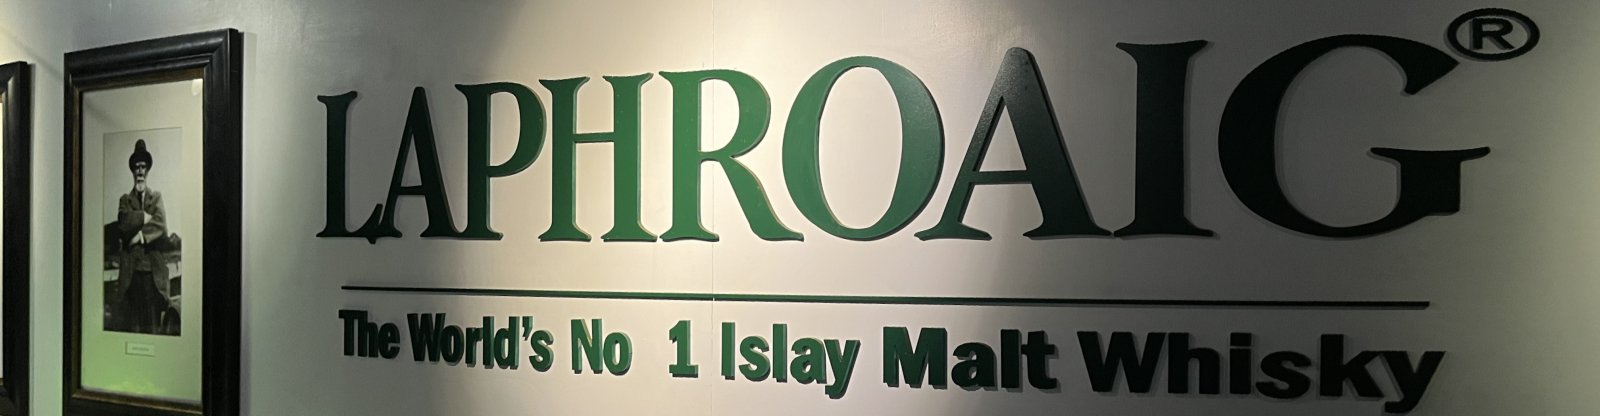 LAPHROAIG®
The World's No 1 Islay Malt Whisky